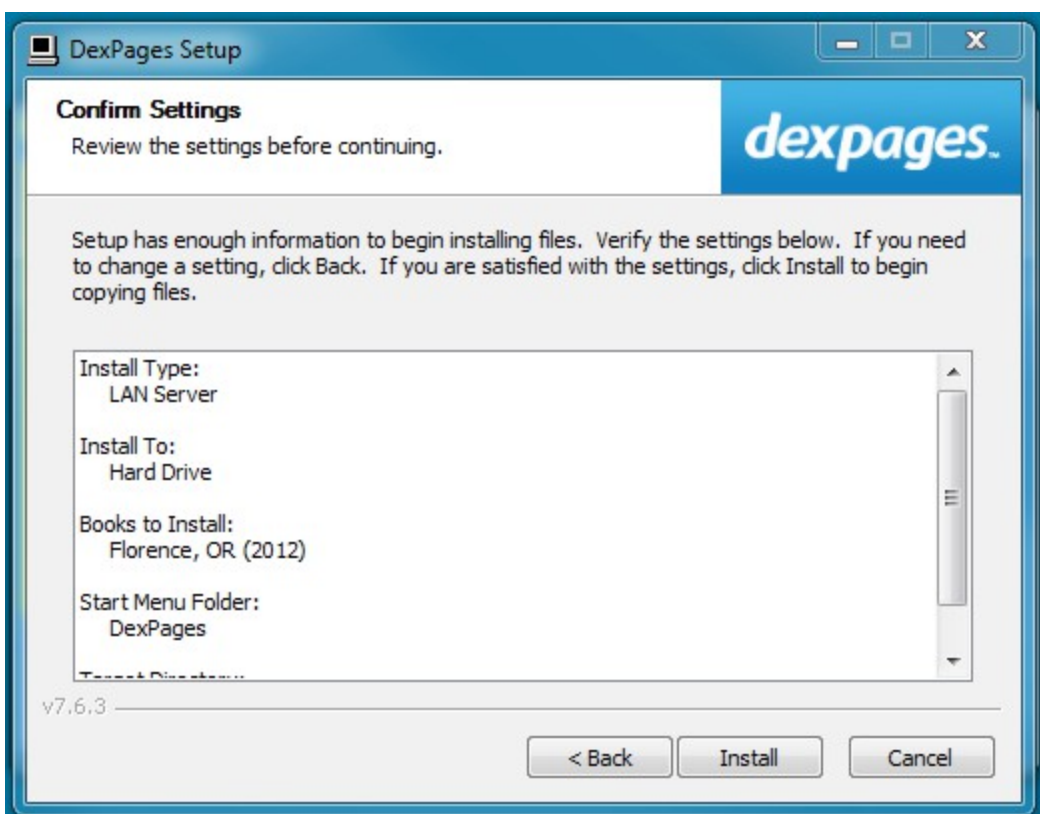 DexPages Setup
Confirm Settings
Review the settings before continuing.
dexpages™
Setup has enough information to begin installing files.  Verify the settings below.  If you need
to change a setting, click Back.  If you are satisfied with the settings, click Install to begin
copying files.
Install Type:
LAN Server
Install To:
Hard Drive
Books to Install:
Florence, OR (2012)
Start Menu Folder:
DexPages
Target Directory:
v7.6.3
< Back
Install
Cancel